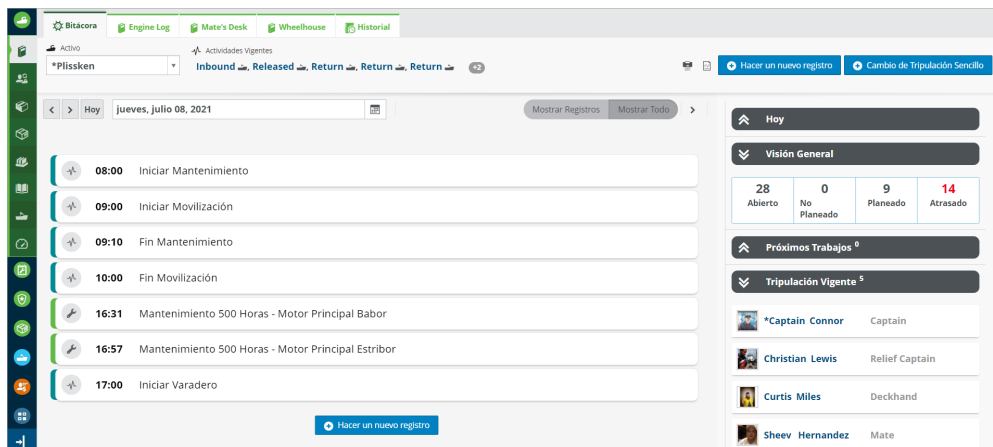 Bitácora Engine Log Mate's Desk Wheelhouse Historial
Activo
*Plissken
Actividades Vigentes
Inbound , Released , Return , Return , Return +2
Hacer un nuevo registro Cambio de Tripulación Sencillo
Hoy jueves, julio 08, 2021 Mostrar Registros Mostrar Todo
08:00 Iniciar Mantenimiento
09:00 Iniciar Movilización
09:10 Fin Mantenimiento
10:00 Fin Movilización
16:31 Mantenimiento 500 Horas - Motor Principal Babor
16:57 Mantenimiento 500 Horas - Motor Principal Estribor
17:00 Iniciar Varadero
Hacer un nuevo registro
Hoy
Visión General
28 0 9 14
Abierto No Planeado Planeado Atrasado
Próximos Trabajos 0
Tripulación Vigente 5
*Captain Connor Captain
Christian Lewis Relief Captain
Curtis Miles Deckhand
Sheev Hernandez Mate